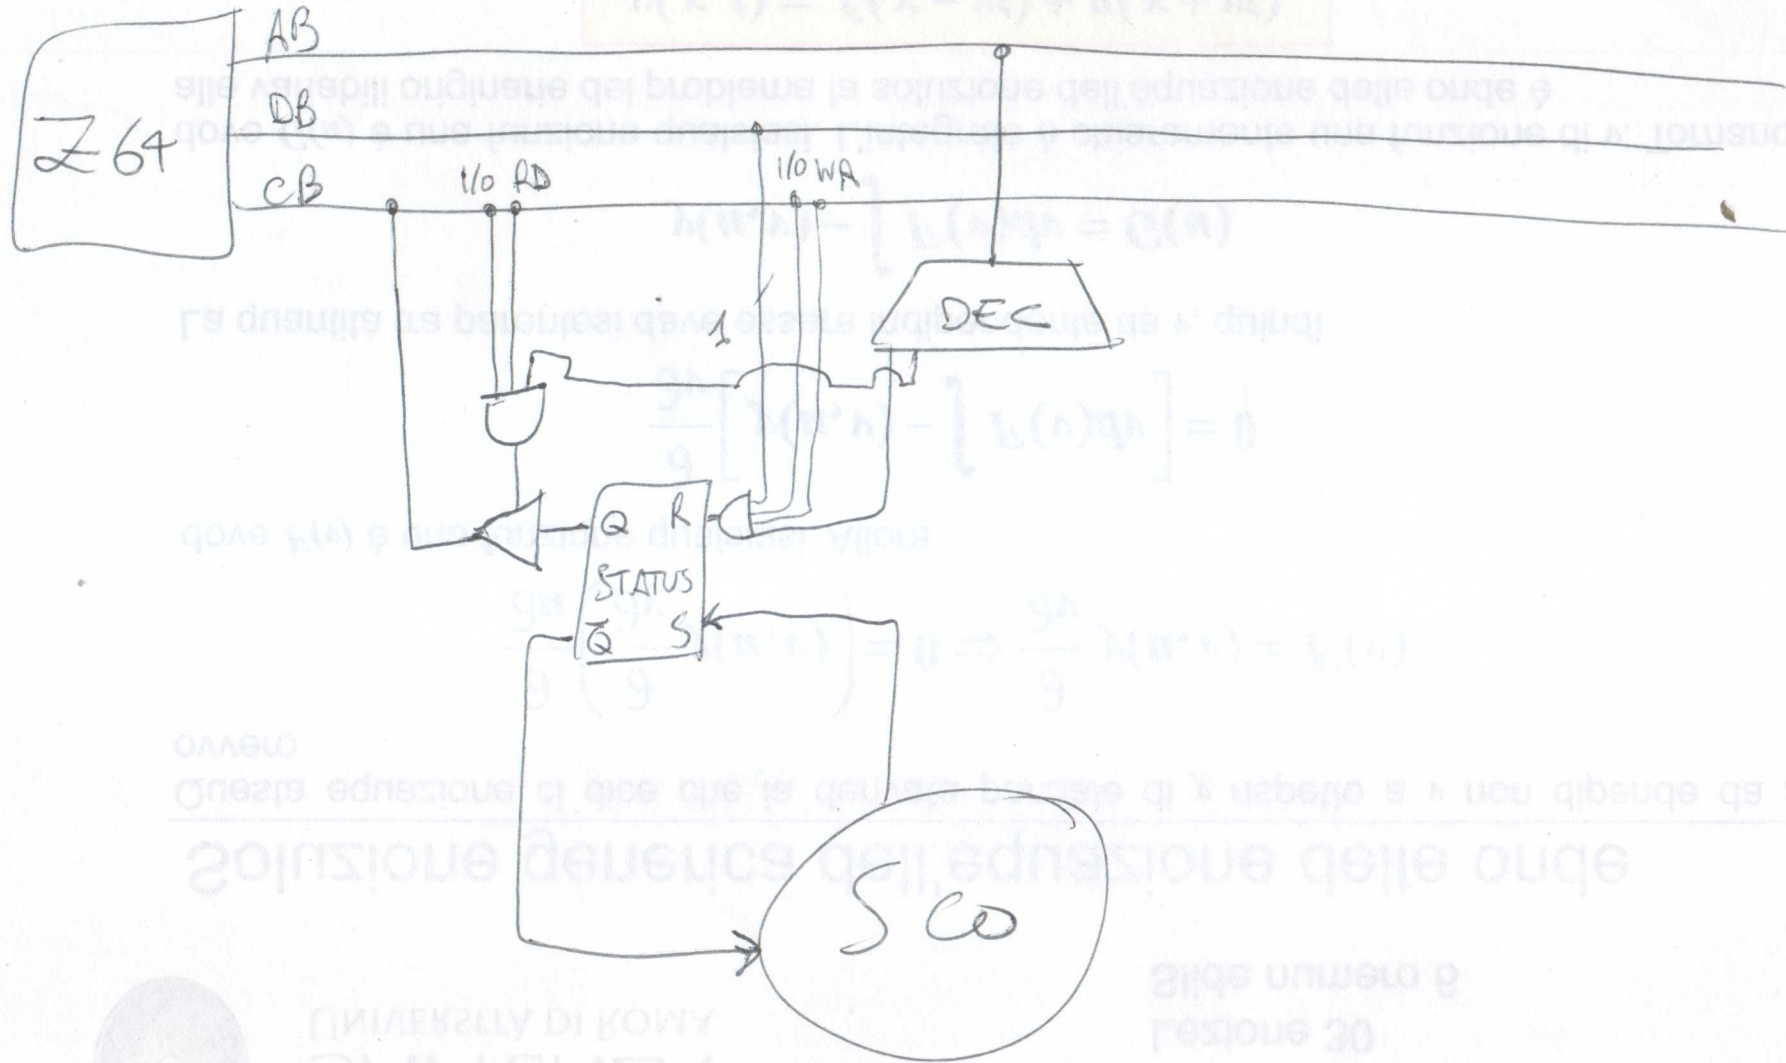 AB
DB
Z64
CB
I/O RD
I/O WR
DEC
1
Q R
STATUS
Q̅ S
SCO